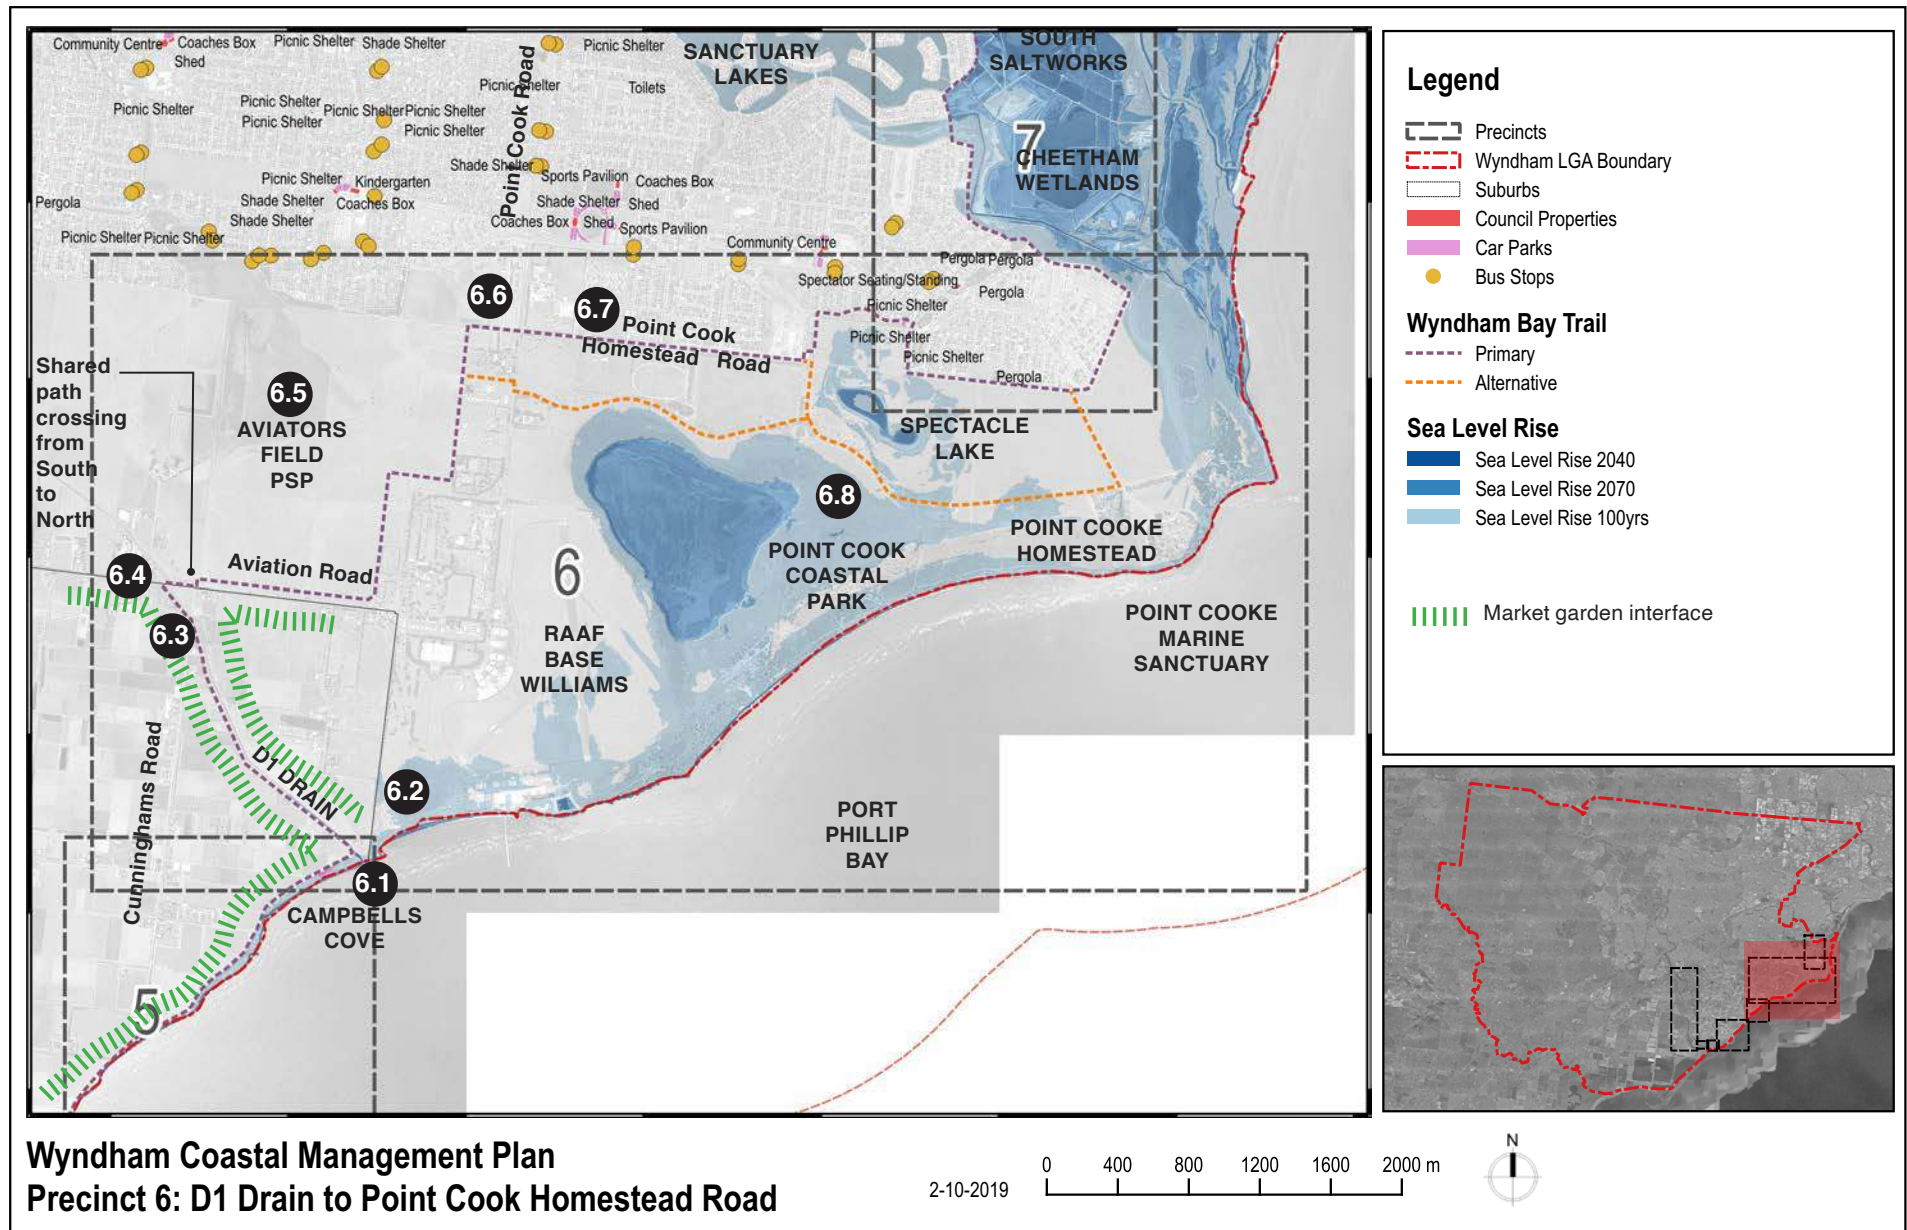 Community Centre
Coaches Box
Shed
Picnic Shelter
Shade Shelter
Picnic Shelter
SANCTUARY
LAKES
SOUTH
SALTWORKS
Picnic Shelter
Toilets
Point Cook Road
Picnic Shelter
Picnic Shelter
Picnic Shelter
Picnic Shelter
Picnic Shelter
Picnic Shelter
7
CHEETHAM
WETLANDS
Shade Shelter
Sports Pavilion
Coaches Box
Picnic Shelter
Kindergarten
Pergola
Shade Shelter
Coaches Box
Shade Shelter
Shed
Shade Shelter
Coaches Box
Shed
Sports Pavilion
Picnic Shelter
Picnic Shelter
Community Centre
Pergola
Pergola
Spectator Seating/Standing
Pergola
Picnic Shelter
Picnic Shelter
Picnic Shelter
Pergola
6.6
6.7
Point Cook
Homestead Road
Shared
path
crossing
from
South
to
North
6.5
AVIATORS
FIELD
PSP
SPECTACLE
LAKE
6.8
POINT COOK
COASTAL
PARK
POINT COOKE
HOMESTEAD
Aviation Road
6.4
6.3
6
RAAF
BASE
WILLIAMS
POINT COOKE
MARINE
SANCTUARY
Cunninghams Road
D1 DRAIN
6.2
PORT
PHILLIP
BAY
6.1
CAMPBELLS
COVE
5
Legend
Precincts
Wyndham LGA Boundary
Suburbs
Council Properties
Car Parks
Bus Stops
Wyndham Bay Trail
Primary
Alternative
Sea Level Rise
Sea Level Rise 2040
Sea Level Rise 2070
Sea Level Rise 100yrs
Market garden interface
Wyndham Coastal Management Plan
Precinct 6: D1 Drain to Point Cook Homestead Road
2-10-2019
0 400 800 1200 1600 2000 m
N